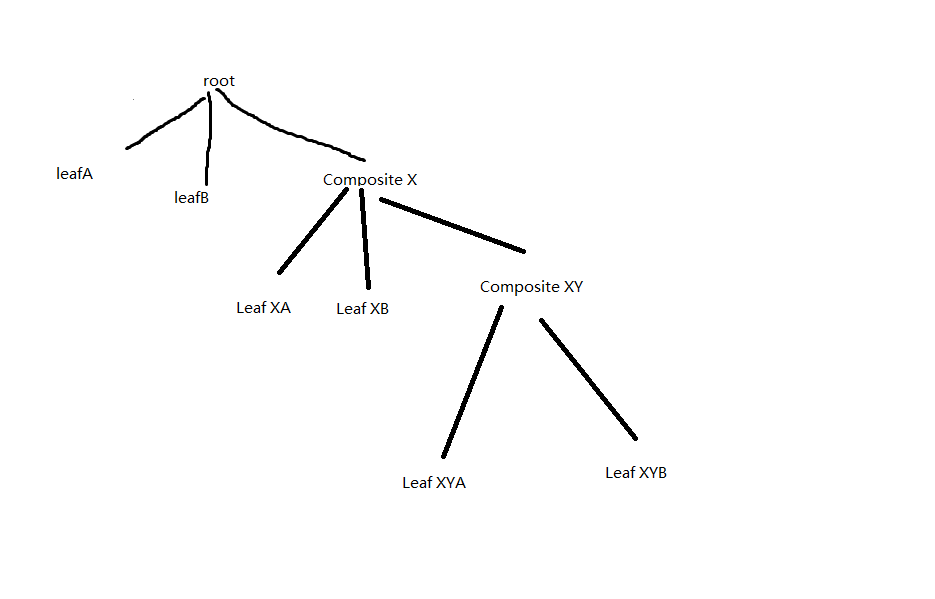 root
leafA
leafB
Composite X
Leaf XA
Leaf XB
Composite XY
Leaf XYA
Leaf XYB